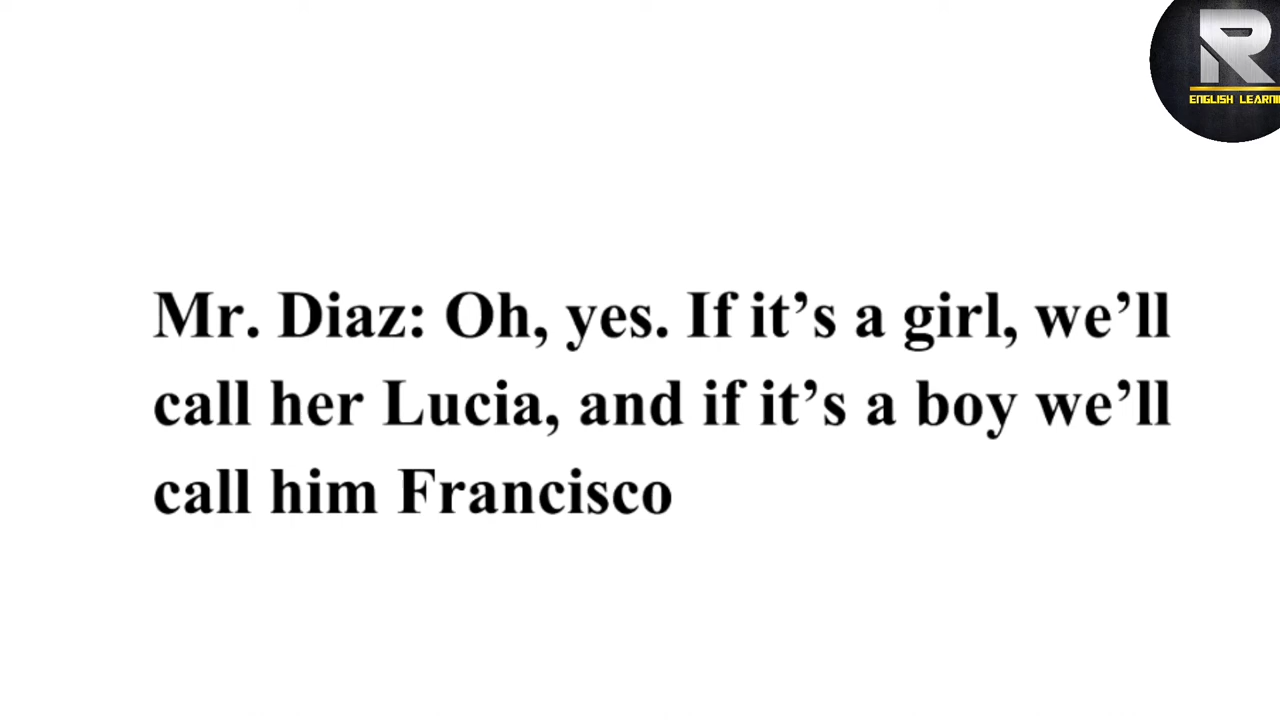 R
ENGLISH LEARNIN
Mr. Diaz: Oh, yes. If it’s a girl, we’ll
call her Lucia, and if it’s a boy we’ll
call him Francisco